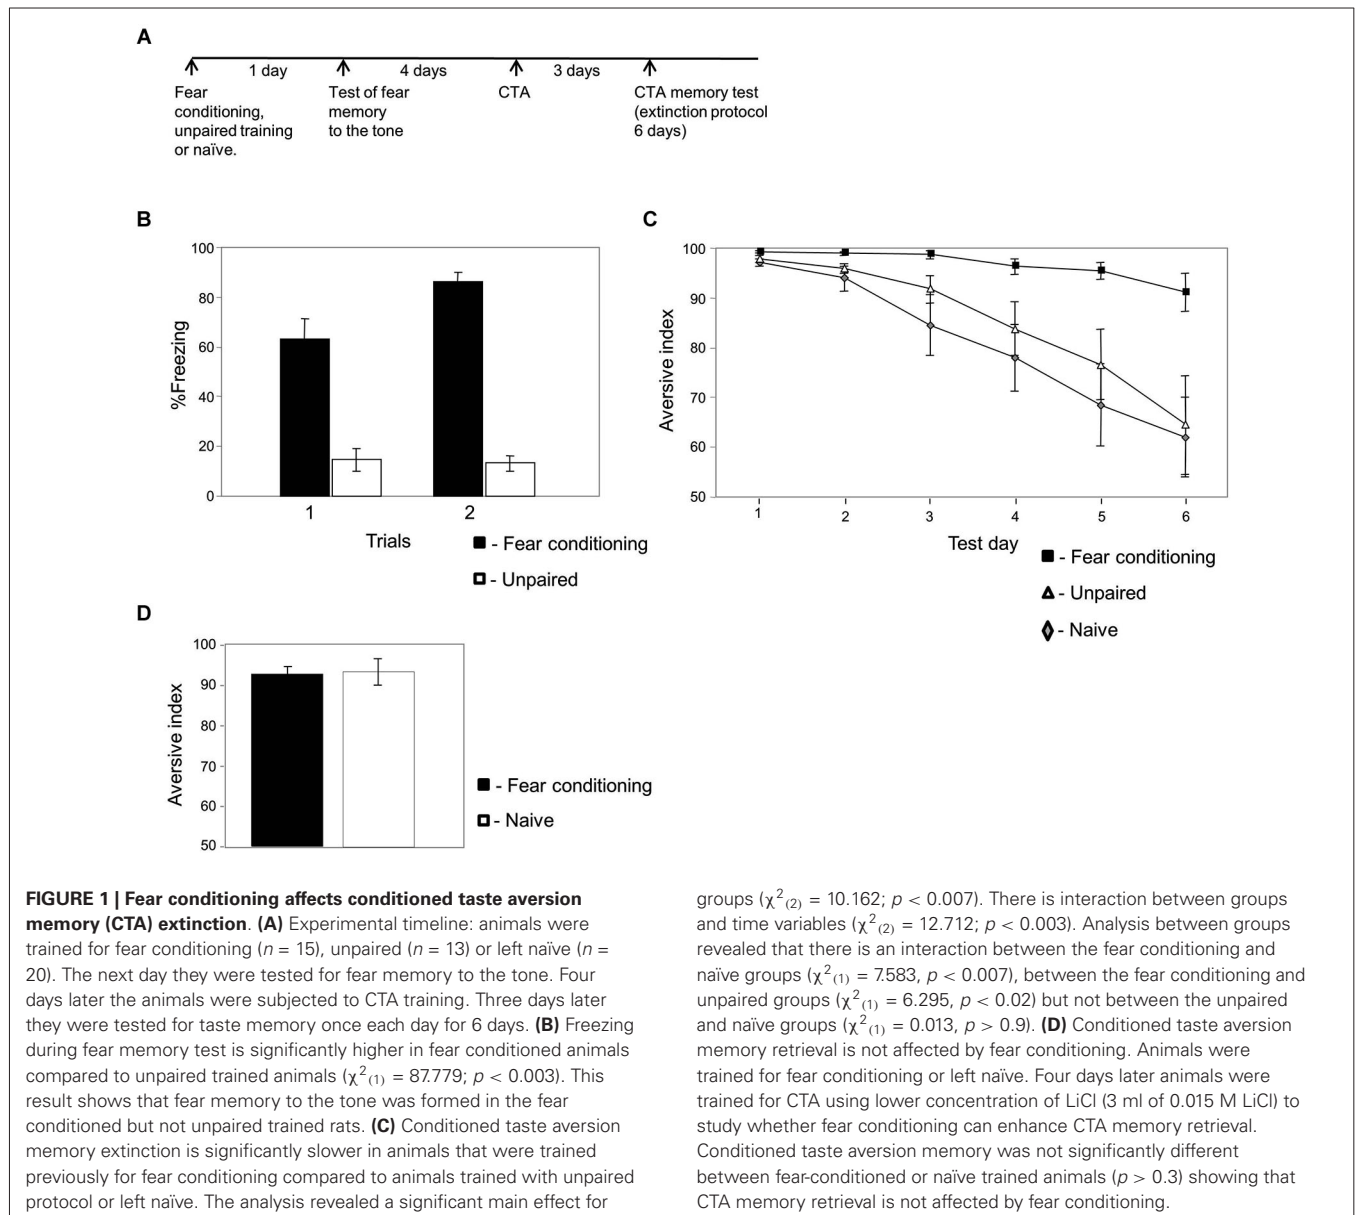 A
1 day
4 days
3 days
Fear
conditioning,
unpaired training
or naïve.
Test of fear
memory
to the tone
CTA
CTA memory test
(extinction protocol
6 days)
B
100
80
60
40
20
0
%Freezing
1
2
Trials
- Fear conditioning
- Unpaired
C
100
90
80
70
60
50
Aversive index
1
2
3
4
5
6
Test day
- Fear conditioning
- Unpaired
- Naive
D
100
90
80
70
60
50
Aversive index
- Fear conditioning
- Naive
FIGURE 1 | Fear conditioning affects conditioned taste aversion
memory (CTA) extinction. (A) Experimental timeline: animals were
trained for fear conditioning (n = 15), unpaired (n = 13) or left naïve (n =
20). The next day they were tested for fear memory to the tone. Four
days later the animals were subjected to CTA training. Three days later
they were tested for taste memory once each day for 6 days. (B) Freezing
during fear memory test is significantly higher in fear conditioned animals
compared to unpaired trained animals (χ²(1) = 87.779; p < 0.003). This
result shows that fear memory to the tone was formed in the fear
conditioned but not unpaired trained rats. (C) Conditioned taste aversion
memory extinction is significantly slower in animals that were trained
previously for fear conditioning compared to animals trained with unpaired
protocol or left naïve. The analysis revealed a significant main effect for
groups (χ²(2) = 10.162; p < 0.007). There is interaction between groups
and time variables (χ²(2) = 12.712; p < 0.003). Analysis between groups
revealed that there is an interaction between the fear conditioning and
naïve groups (χ²(1) = 7.583, p < 0.007), between the fear conditioning and
unpaired groups (χ²(1) = 6.295, p < 0.02) but not between the unpaired
and naïve groups (χ²(1) = 0.013, p > 0.9). (D) Conditioned taste aversion
memory retrieval is not affected by fear conditioning. Animals were
trained for fear conditioning or left naïve. Four days later animals were
trained for CTA using lower concentration of LiCl (3 ml of 0.015 M LiCl) to
study whether fear conditioning can enhance CTA memory retrieval.
Conditioned taste aversion memory was not significantly different
between fear-conditioned or naïve trained animals (p > 0.3) showing that
CTA memory retrieval is not affected by fear conditioning.